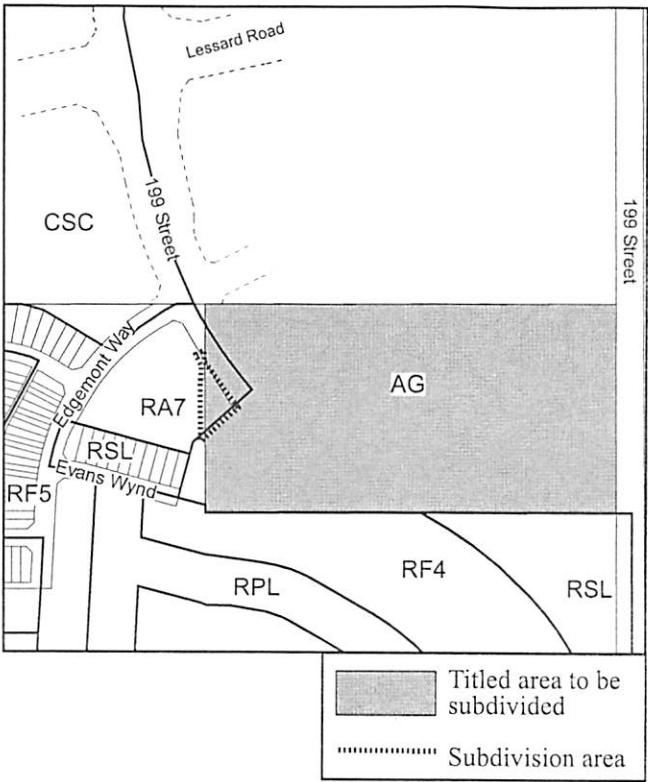 Lessard Road
199 Street
199 Street
CSC
Edgemont Way
AG
RA7
RSL
Evans Wynd
RF5
RF4
RPL
RSL
Titled area to be
subdivided
Subdivision area